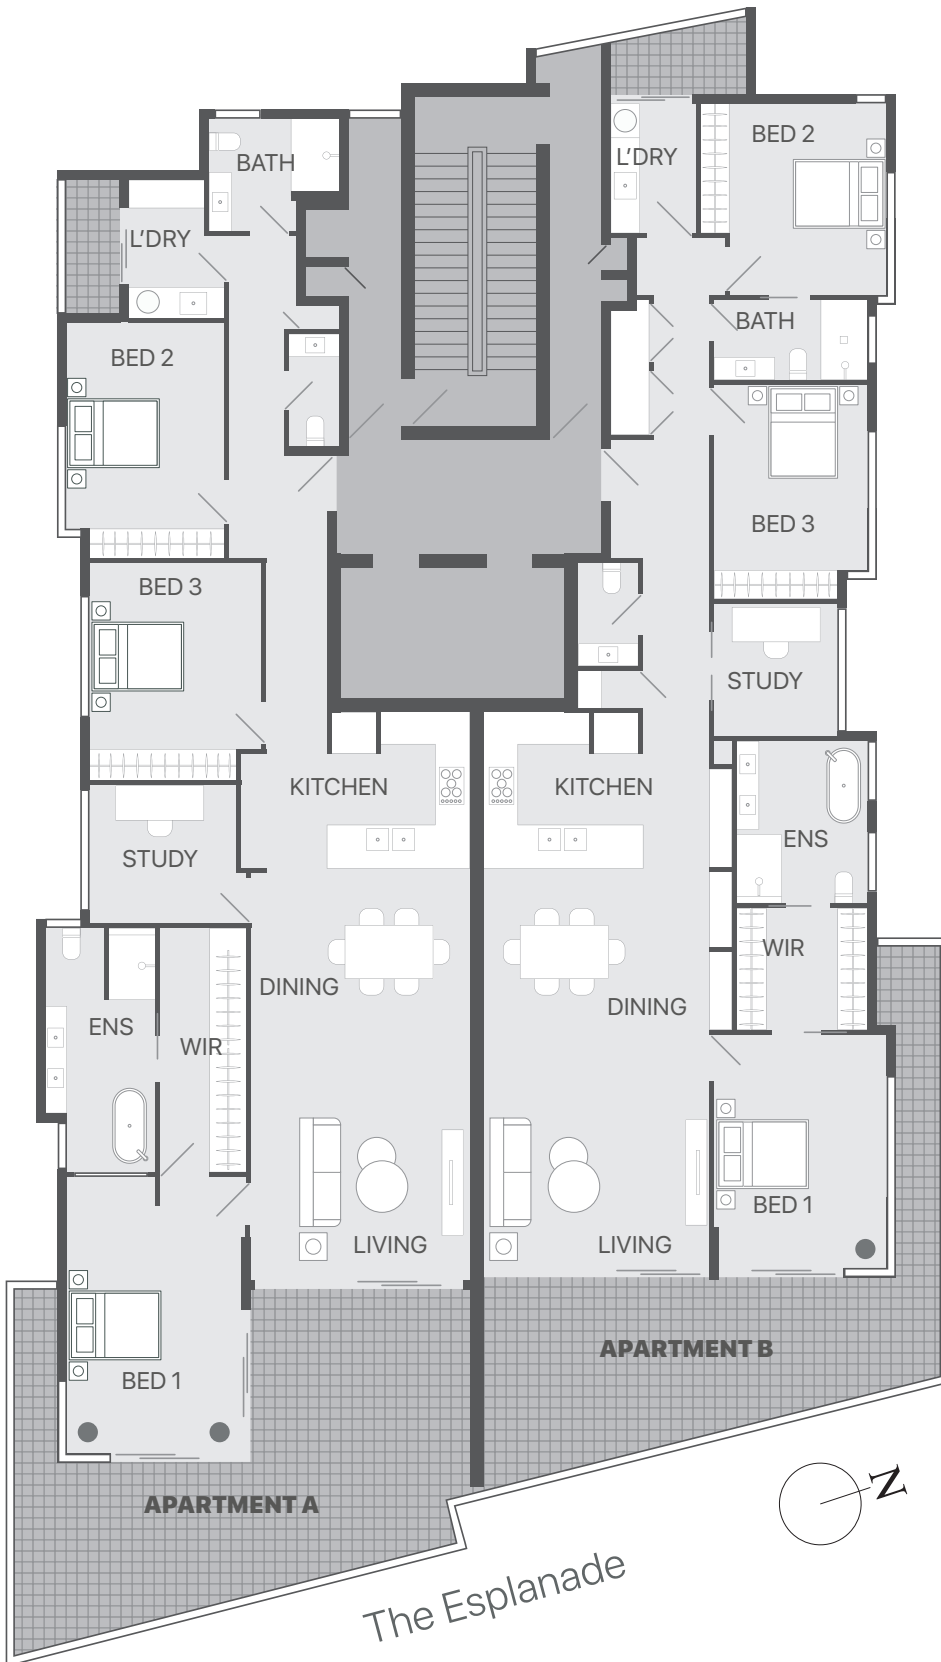 BED 2
BATH
L'DRY
L'DRY
BATH
BED 2
BED 3
BED 3
STUDY
KITCHEN
KITCHEN
ENS
STUDY
WIR
DINING
DINING
ENS
WIR
BED 1
LIVING
LIVING
APARTMENT B
BED 1
N
APARTMENT A
The Esplanade